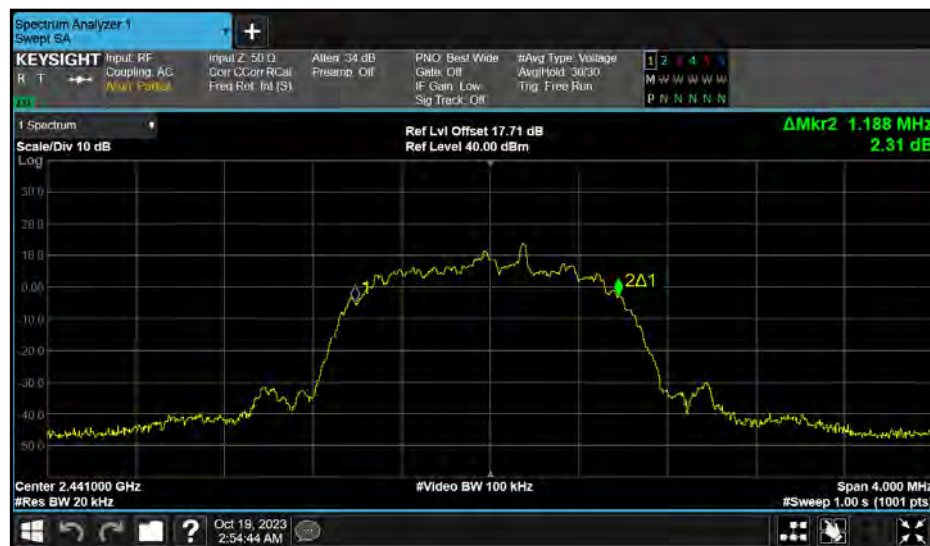 Spectrum Analyzer 1
Swept SA
+
KEYSIGHT
R T
Input: RF
Coupling: AC
Align: Partial
Input Z: 50 Ω
Corr CCorr RCal
Freq Ref: Int (S)
Atten: 34 dB
Preamp: Off
PNO: Best Wide
Gate: Off
IF Gain: Low
Sig Track: Off
#Avg Type: Voltage
Avg|Hold: 30/30
Trig: Free Run
1 2 3 4 5 6
M W W W W W
P N N N N N
1 Spectrum
Scale/Div 10 dB
Ref Lvl Offset 17.71 dB
Ref Level 40.00 dBm
ΔMkr2 1.188 MHz
2.31 dB
Log
30.0
20.0
10.0
0.00
-10.0
-20.0
-30.0
-40.0
-50.0
1
2Δ1
Center 2.441000 GHz
#Res BW 20 kHz
#Video BW 100 kHz
Span 4.000 MHz
#Sweep 1.00 s (1001 pts)
?
Oct 19, 2023
2:54:44 AM